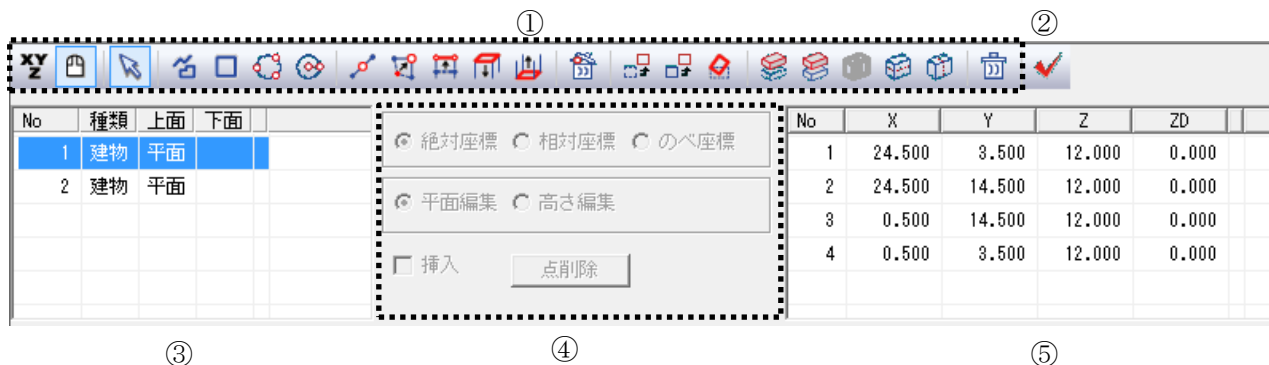 ① ②
XY
Z
No 種類 上面 下面
1 建物 平面
2 建物 平面
絶対座標 相対座標 のべ座標
平面編集 高さ編集
挿入 点削除
No X Y Z ZD
1 24.500 3.500 12.000 0.000
2 24.500 14.500 12.000 0.000
3 0.500 14.500 12.000 0.000
4 0.500 3.500 12.000 0.000
③ ④ ⑤